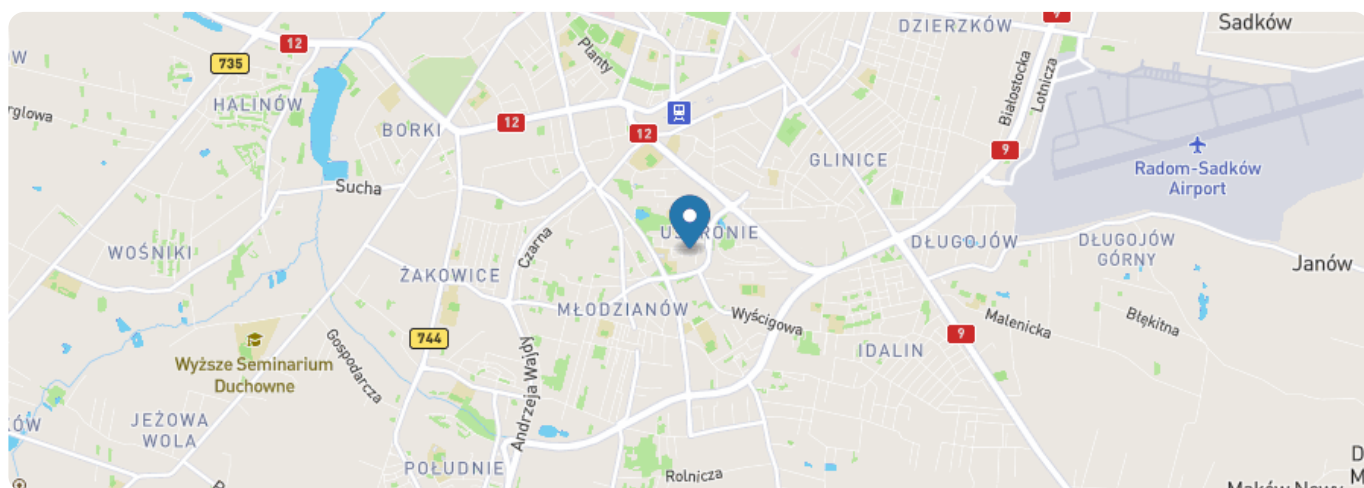 DZIERZKÓW
9
Sadków
12
Planty
735
Białostocka
Lotnicza
HALINÓW
rglowa
BORKI
12
12
GLINICE
9
Radom-Sadków
Airport
Sucha
WOŚNIKI
Czarna
DŁUGOJÓW
DŁUGOJÓW
GÓRNY
Janów
ŻAKOWICE
MŁODZIANÓW
Wyścigowa
Malenicka
Błękitna
744
9
IDALIN
Wyższe Seminarium
Duchowne
Gospodarcza
Andrzeja Wajdy
JEŻOWA
WOLA
POŁUDNIE
Rolnicza